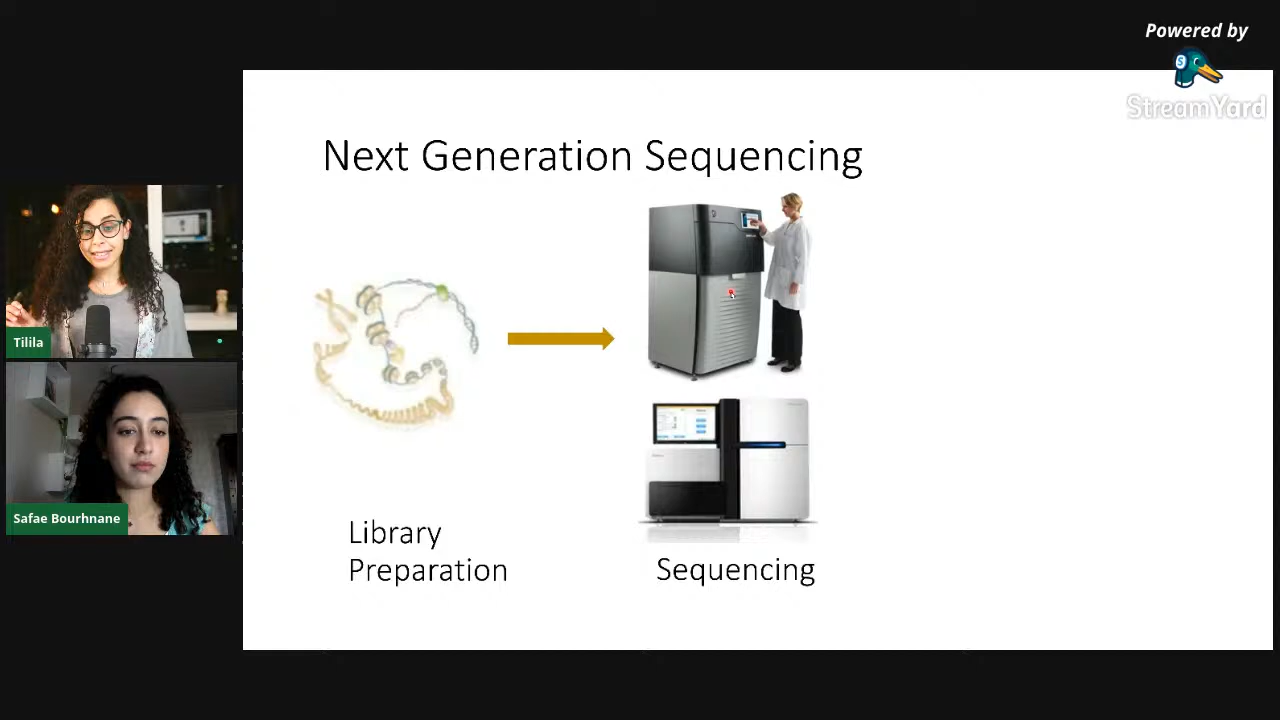 Powered by
StreamYard
Next Generation Sequencing
Tilila
Safae Bourhnane
Library
Preparation
Sequencing